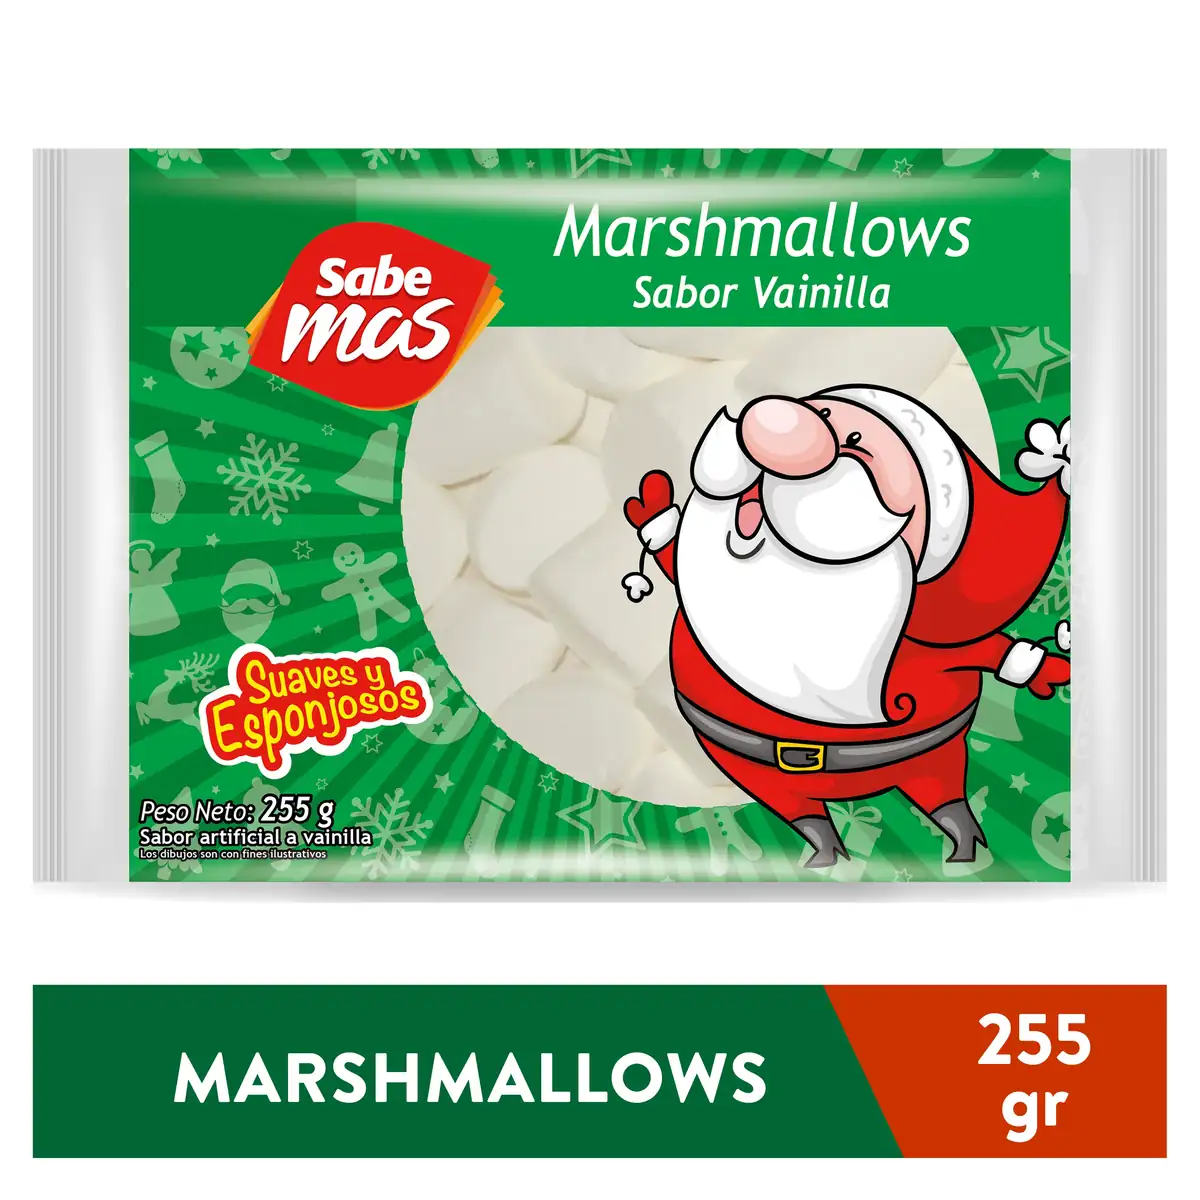 Marshmallows
Sabor Vainilla
Sabe
mas
Suaves y
Esponjosos
Peso Neto: 255 g
Sabor artificial a vainilla
Los dibujos son con fines ilustrativos
MARSHMALLOWS
255
gr